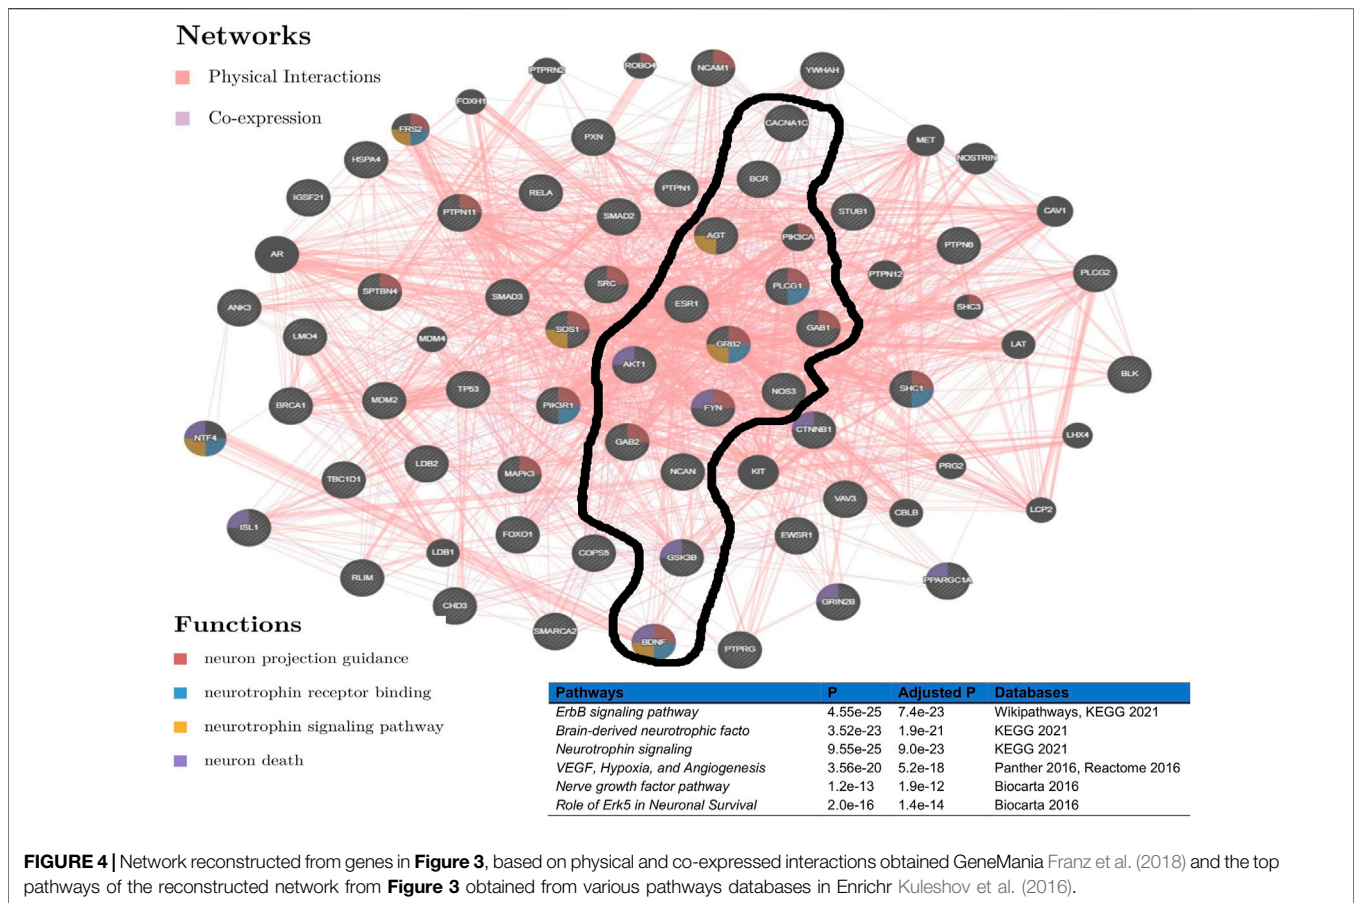 Networks
Physical Interactions
Co-expression
PTPRN2
ROBO4
NCAM1
YWHAH
FOXH1
FRS2
PXN
CACNA1C
MET
NOSTRIN
HSPA4
IGSF21
RELA
PTPN1
BCR
PTPN11
SMAD2
STUB1
CAV1
AGT
PIK3CA
PTPN6
AR
PTPN12
PLCG2
SPTBN4
SMAD3
SRC
ESR1
PLCG1
SHC3
ANK3
LMO4
MDM4
SOS1
GRB2
GAB1
LAT
AKT1
BLK
BRCA1
MDM2
TP53
PIK3R1
FYN
NOS3
SHC1
NTF4
GAB2
CTNNB1
LHX4
TBC1D1
LDB2
MAPK3
NCAN
KIT
PRG2
VAV3
CBLB
LCP2
ISL1
FOXO1
EWSR1
LDB1
COPS5
GSK3B
RLIM
PPARGC1A
CHD3
GRIN2B
SMARCA2
BDNF
PTPRG
Functions
neuron projection guidance
neurotrophin receptor binding
neurotrophin signaling pathway
neuron death
Pathways P Adjusted P Databases
ErbB signaling pathway 4.55e-25 7.4e-23 Wikipathways, KEGG 2021
Brain-derived neurotrophic facto 3.52e-23 1.9e-21 KEGG 2021
Neurotrophin signaling 9.55e-25 9.0e-23 KEGG 2021
VEGF, Hypoxia, and Angiogenesis 3.56e-20 5.2e-18 Panther 2016, Reactome 2016
Nerve growth factor pathway 1.2e-13 1.9e-12 Biocarta 2016
Role of Erk5 in Neuronal Survival 2.0e-16 1.4e-14 Biocarta 2016
FIGURE 4 | Network reconstructed from genes in Figure 3, based on physical and co-expressed interactions obtained GeneMania Franz et al. (2018) and the top
pathways of the reconstructed network from Figure 3 obtained from various pathways databases in Enrichr Kuleshov et al. (2016).